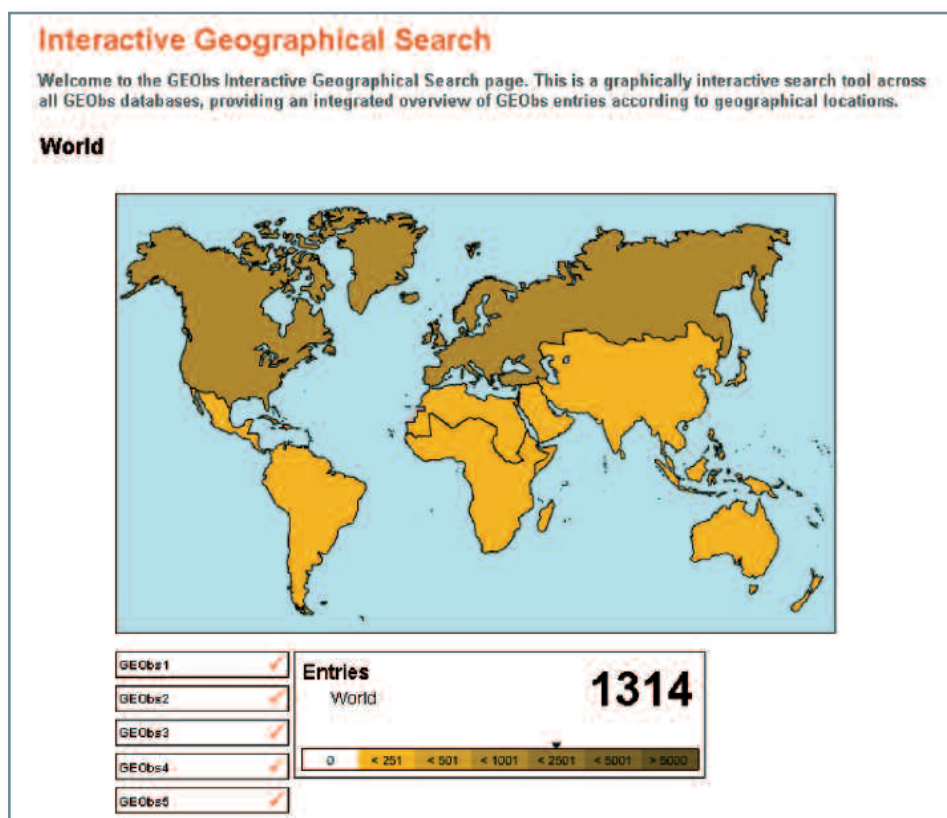 Interactive Geographical Search
Welcome to the GEObs Interactive Geographical Search page. This is a graphically interactive search tool across
all GEObs databases, providing an integrated overview of GEObs entries according to geographical locations.
World
GEObs1
GEObs2
GEObs3
GEObs4
GEObs5
Entries
World
1314
0 < 251 < 501 < 1001 < 2501 < 5001 > 5000